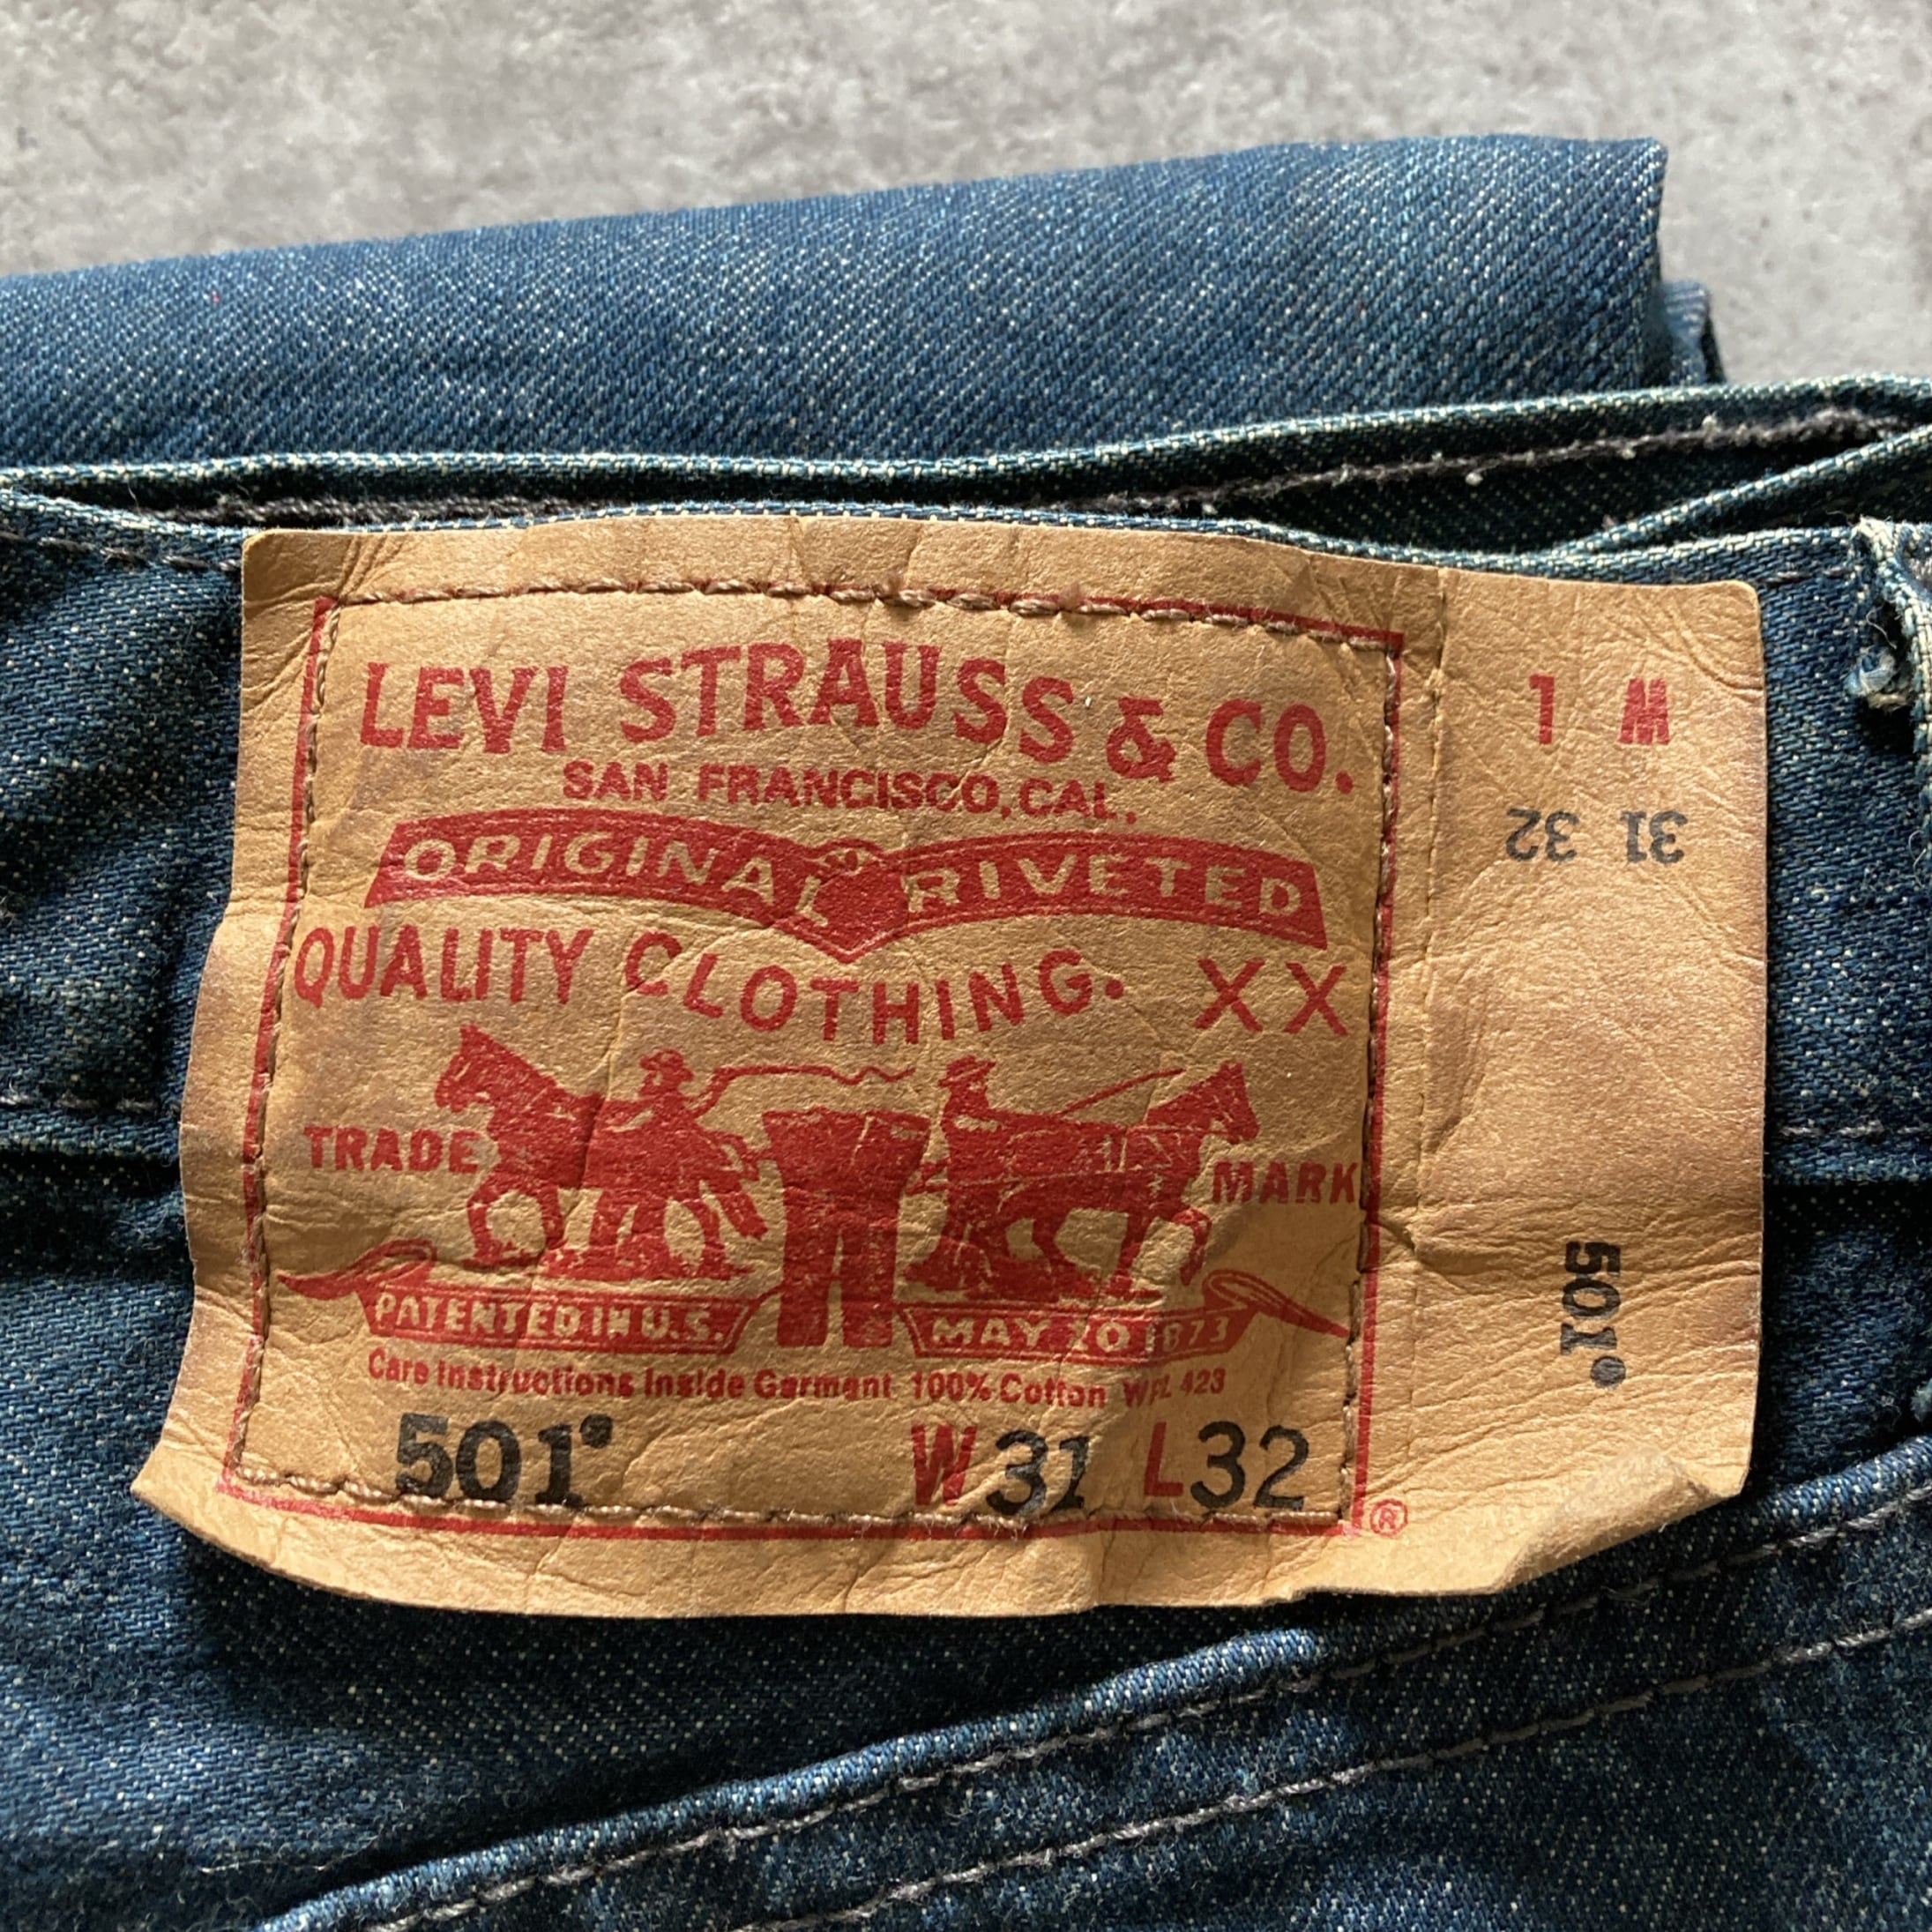 LEVI STRAUSS & CO.
SAN FRANCISCO, CAL.
ORIGINAL RIVETED
QUALITY CLOTHING. XX
TRADE MARK
PATENTED IN U.S. MAY 20 1873
Care Instructions Inside Garment 100% Cotton WPL 423
501® W31 L32
®
W L
31 32
501®